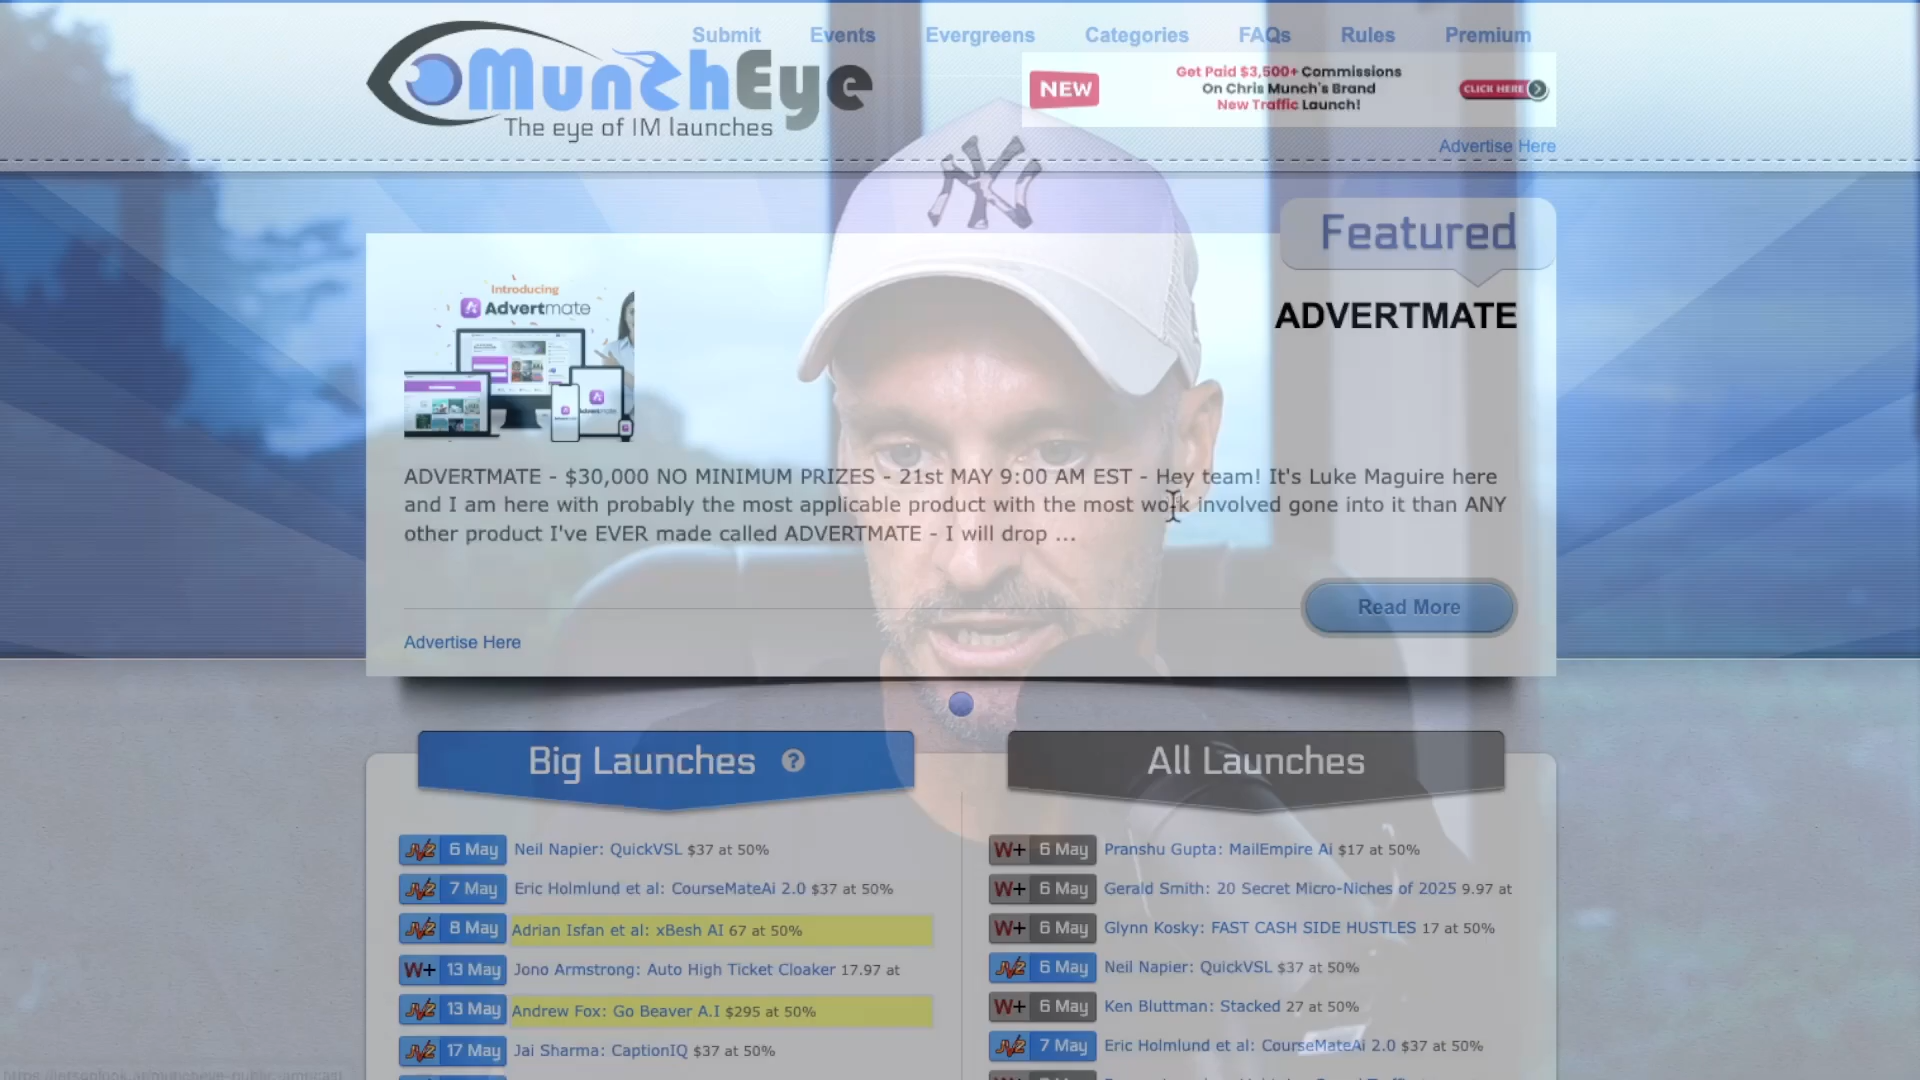 Submit Events Evergreens Categories FAQs Rules Premium
MunchEye
The eye of IM launches
NEW
Get Paid $3,500+ Commissions
On Chris Munch's Brand
New Traffic Launch!
CLICK HERE
Advertise Here
NY
Featured
ADVERTMATE
Introducing
Advertmate
ADVERTMATE - $30,000 NO MINIMUM PRIZES - 21st MAY 9:00 AM EST - Hey team! It's Luke Maguire here
and I am here with probably the most applicable product with the most work involved gone into it than ANY
other product I've EVER made called ADVERTMATE - I will drop ...
Read More
Advertise Here
Big Launches ?
JVZ 6 May Neil Napier: QuickVSL $37 at 50%
JVZ 7 May Eric Holmlund et al: CourseMateAi 2.0 $37 at 50%
JVZ 8 May Adrian Isfan et al: xBesh AI 67 at 50%
W+ 13 May Jono Armstrong: Auto High Ticket Cloaker 17.97 at
JVZ 13 May Andrew Fox: Go Beaver A.I $295 at 50%
JVZ 17 May Jai Sharma: CaptionIQ $37 at 50%
All Launches
W+ 6 May Pranshu Gupta: MailEmpire Ai $17 at 50%
W+ 6 May Gerald Smith: 20 Secret Micro-Niches of 2025 9.97 at
W+ 6 May Glynn Kosky: FAST CASH SIDE HUSTLES 17 at 50%
JVZ 6 May Neil Napier: QuickVSL $37 at 50%
W+ 6 May Ken Bluttman: Stacked 27 at 50%
JVZ 7 May Eric Holmlund et al: CourseMateAi 2.0 $37 at 50%